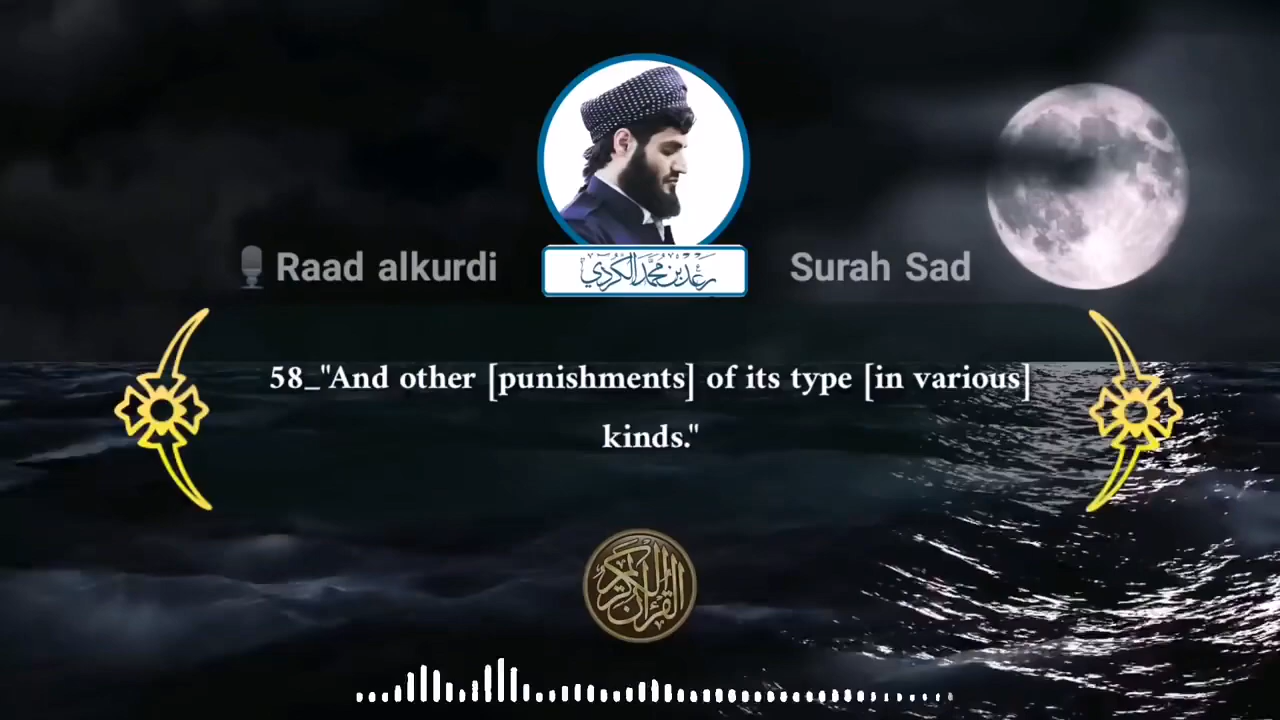 رعد بن محمد الكردي
Raad alkurdi
Surah Sad
58_"And other [punishments] of its type [in various]
kinds."
القرآن الكريم